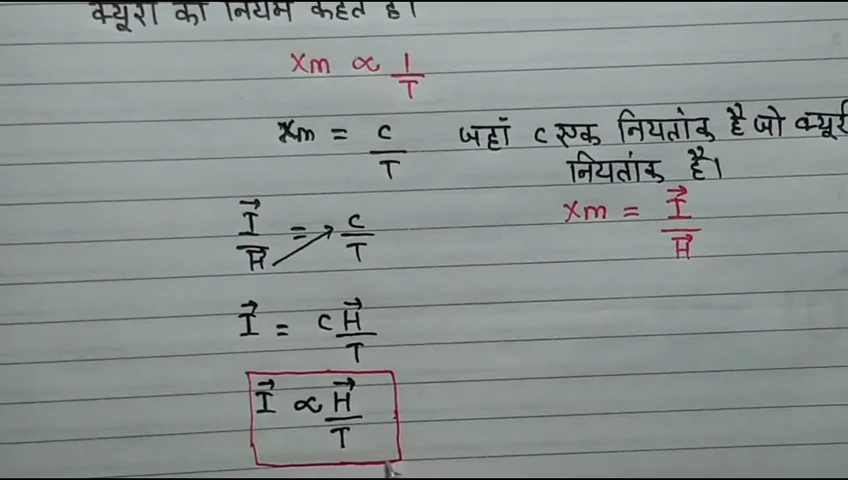 क्यूरी का नियम कहते है।
χm ∝ 1/T
χm = C/T जहाँ C एक नियतांक है जो क्यूरी
नियतांक है।
χm = I⃗/H⃗
I⃗/H⃗ = C/T
I⃗ = CH⃗/T
I⃗ ∝ H⃗/T